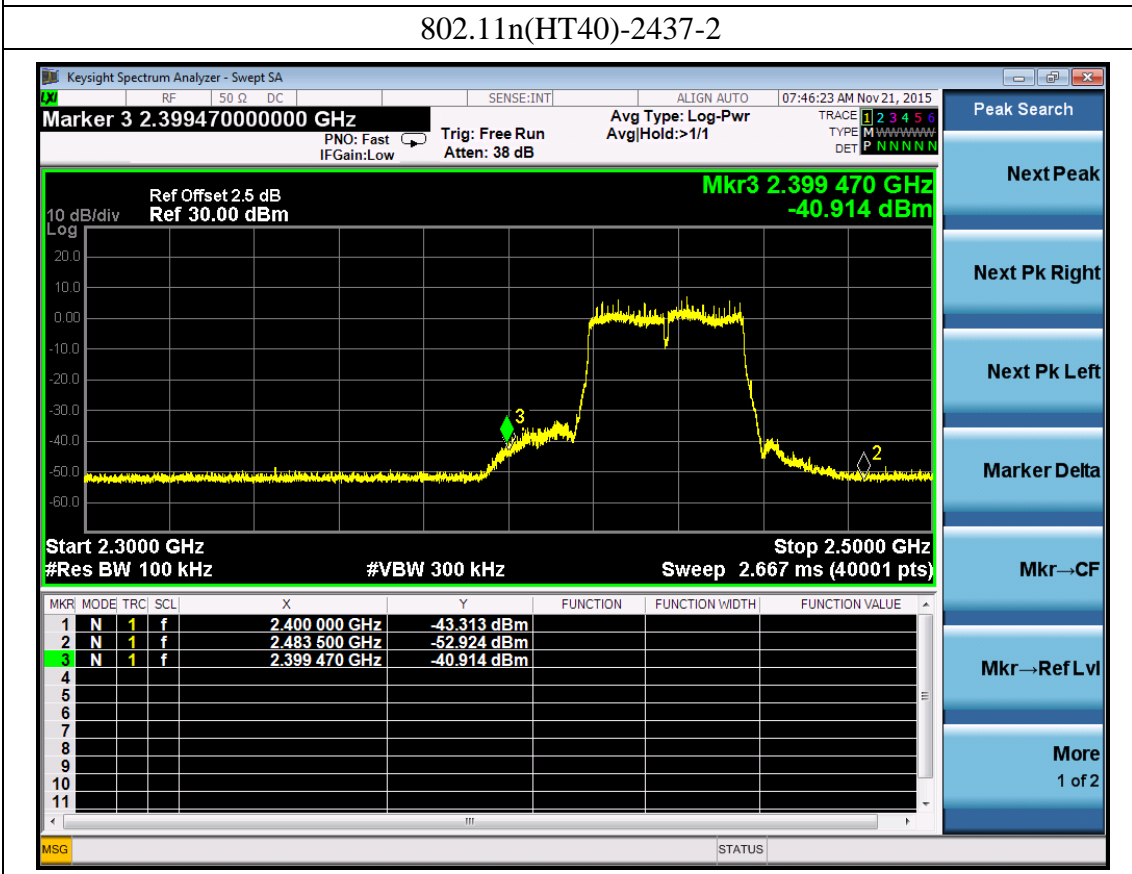 802.11n(HT40)-2437-2
Keysight Spectrum Analyzer - Swept SA
LXI RF 50 Ω DC SENSE:INT ALIGN AUTO 07:46:23 AM Nov 21, 2015
Marker 3 2.399470000000 GHz
PNO: Fast
IFGain:Low
Trig: Free Run
Atten: 38 dB
Avg Type: Log-Pwr
Avg|Hold:>1/1
TRACE 1 2 3 4 5 6
TYPE M WWWWW
DET P N N N N N
Peak Search
Mkr3 2.399 470 GHz
-40.914 dBm
Ref Offset 2.5 dB
10 dB/div Ref 30.00 dBm
Log
20.0
10.0
0.00
-10.0
-20.0
-30.0
-40.0
-50.0
-60.0
3
2
Start 2.3000 GHz Stop 2.5000 GHz
#Res BW 100 kHz #VBW 300 kHz Sweep 2.667 ms (40001 pts)
MKR MODE TRC SCL X Y FUNCTION FUNCTION WIDTH FUNCTION VALUE
1 N 1 f 2.400 000 GHz -43.313 dBm
2 N 1 f 2.483 500 GHz -52.924 dBm
3 N 1 f 2.399 470 GHz -40.914 dBm
4
5
6
7
8
9
10
11
Next Peak
Next Pk Right
Next Pk Left
Marker Delta
Mkr→CF
Mkr→Ref Lvl
More
1 of 2
MSG STATUS